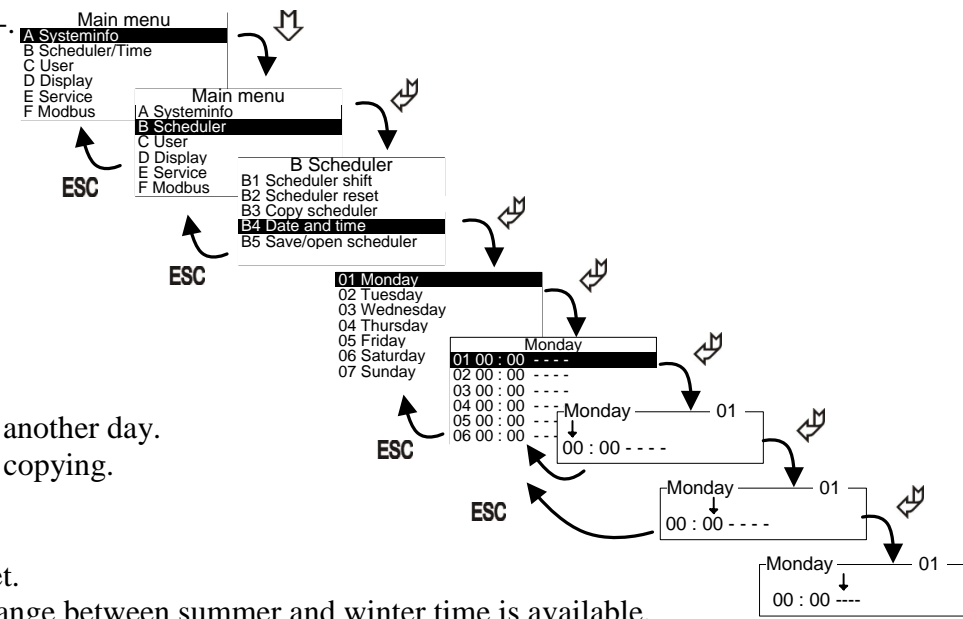 Main menu
A Systeminfo
B Scheduler/Time
C User
D Display
E Service
F Modbus
ESC
Main menu
A Systeminfo
B Scheduler
C User
D Display
E Service
F Modbus
ESC
B Scheduler
B1 Scheduler shift
B2 Scheduler reset
B3 Copy scheduler
B4 Date and time
B5 Save/open scheduler
01 Monday
02 Tuesday
03 Wednesday
04 Thursday
05 Friday
06 Saturday
07 Sunday
ESC
Monday
01 00 : 00 - - - -
02 00 : 00 - - - -
03 00 : 00 - - - -
04 00 : 00 - - -
05 00 : 00 - - -
06 00 : 00 - - -
Monday 01
00 : 00 - - - -
ESC
Monday 01
00 : 00 - - - -
Monday 01
00 : 00 ----
another day.
copying.
between summer and winter time is available